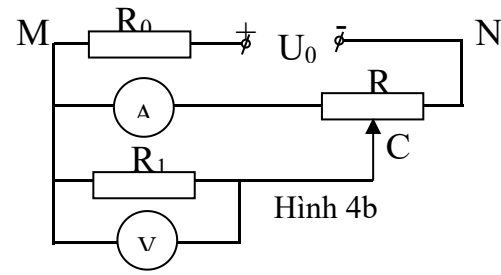 M R₀ + U₀ - N
A R
R₁ C
Hình 4b
V